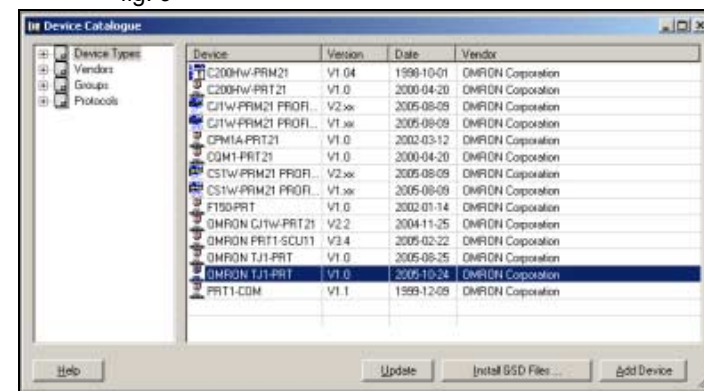 fig. 6
Device Catalogue
Device Types
Vendors
Groups
Protocols
Device Version Date Vendor
C200HW-PRM21 V1.04 1998-10-01 OMRON Corporation
C200HW-PRT21 V1.0 2000-04-20 OMRON Corporation
CJ1W-PRM21 PROFI... V2.xx 2005-08-09 OMRON Corporation
CJ1W-PRM21 PROFI... V1.xx 2005-08-09 OMRON Corporation
CPM1A-PRT21 V1.0 2002-03-12 OMRON Corporation
CQM1-PRT21 V1.0 2000-04-20 OMRON Corporation
CS1W-PRM21 PROFI... V2.xx 2005-08-09 OMRON Corporation
CS1W-PRM21 PROFI... V1.xx 2005-08-09 OMRON Corporation
F150-PRT V1.0 2002-01-14 OMRON Corporation
OMRON CJ1W-PRT21 V2.2 2004-11-25 OMRON Corporation
OMRON PRT1-SCU11 V3.4 2005-02-22 OMRON Corporation
OMRON TJ1-PRT V1.0 2005-08-25 OMRON Corporation
OMRON TJ1-PRT V1.0 2005-10-24 OMRON Corporation
PRT1-COM V1.1 1999-12-09 OMRON Corporation
Help Update Install GSD Files ... Add Device